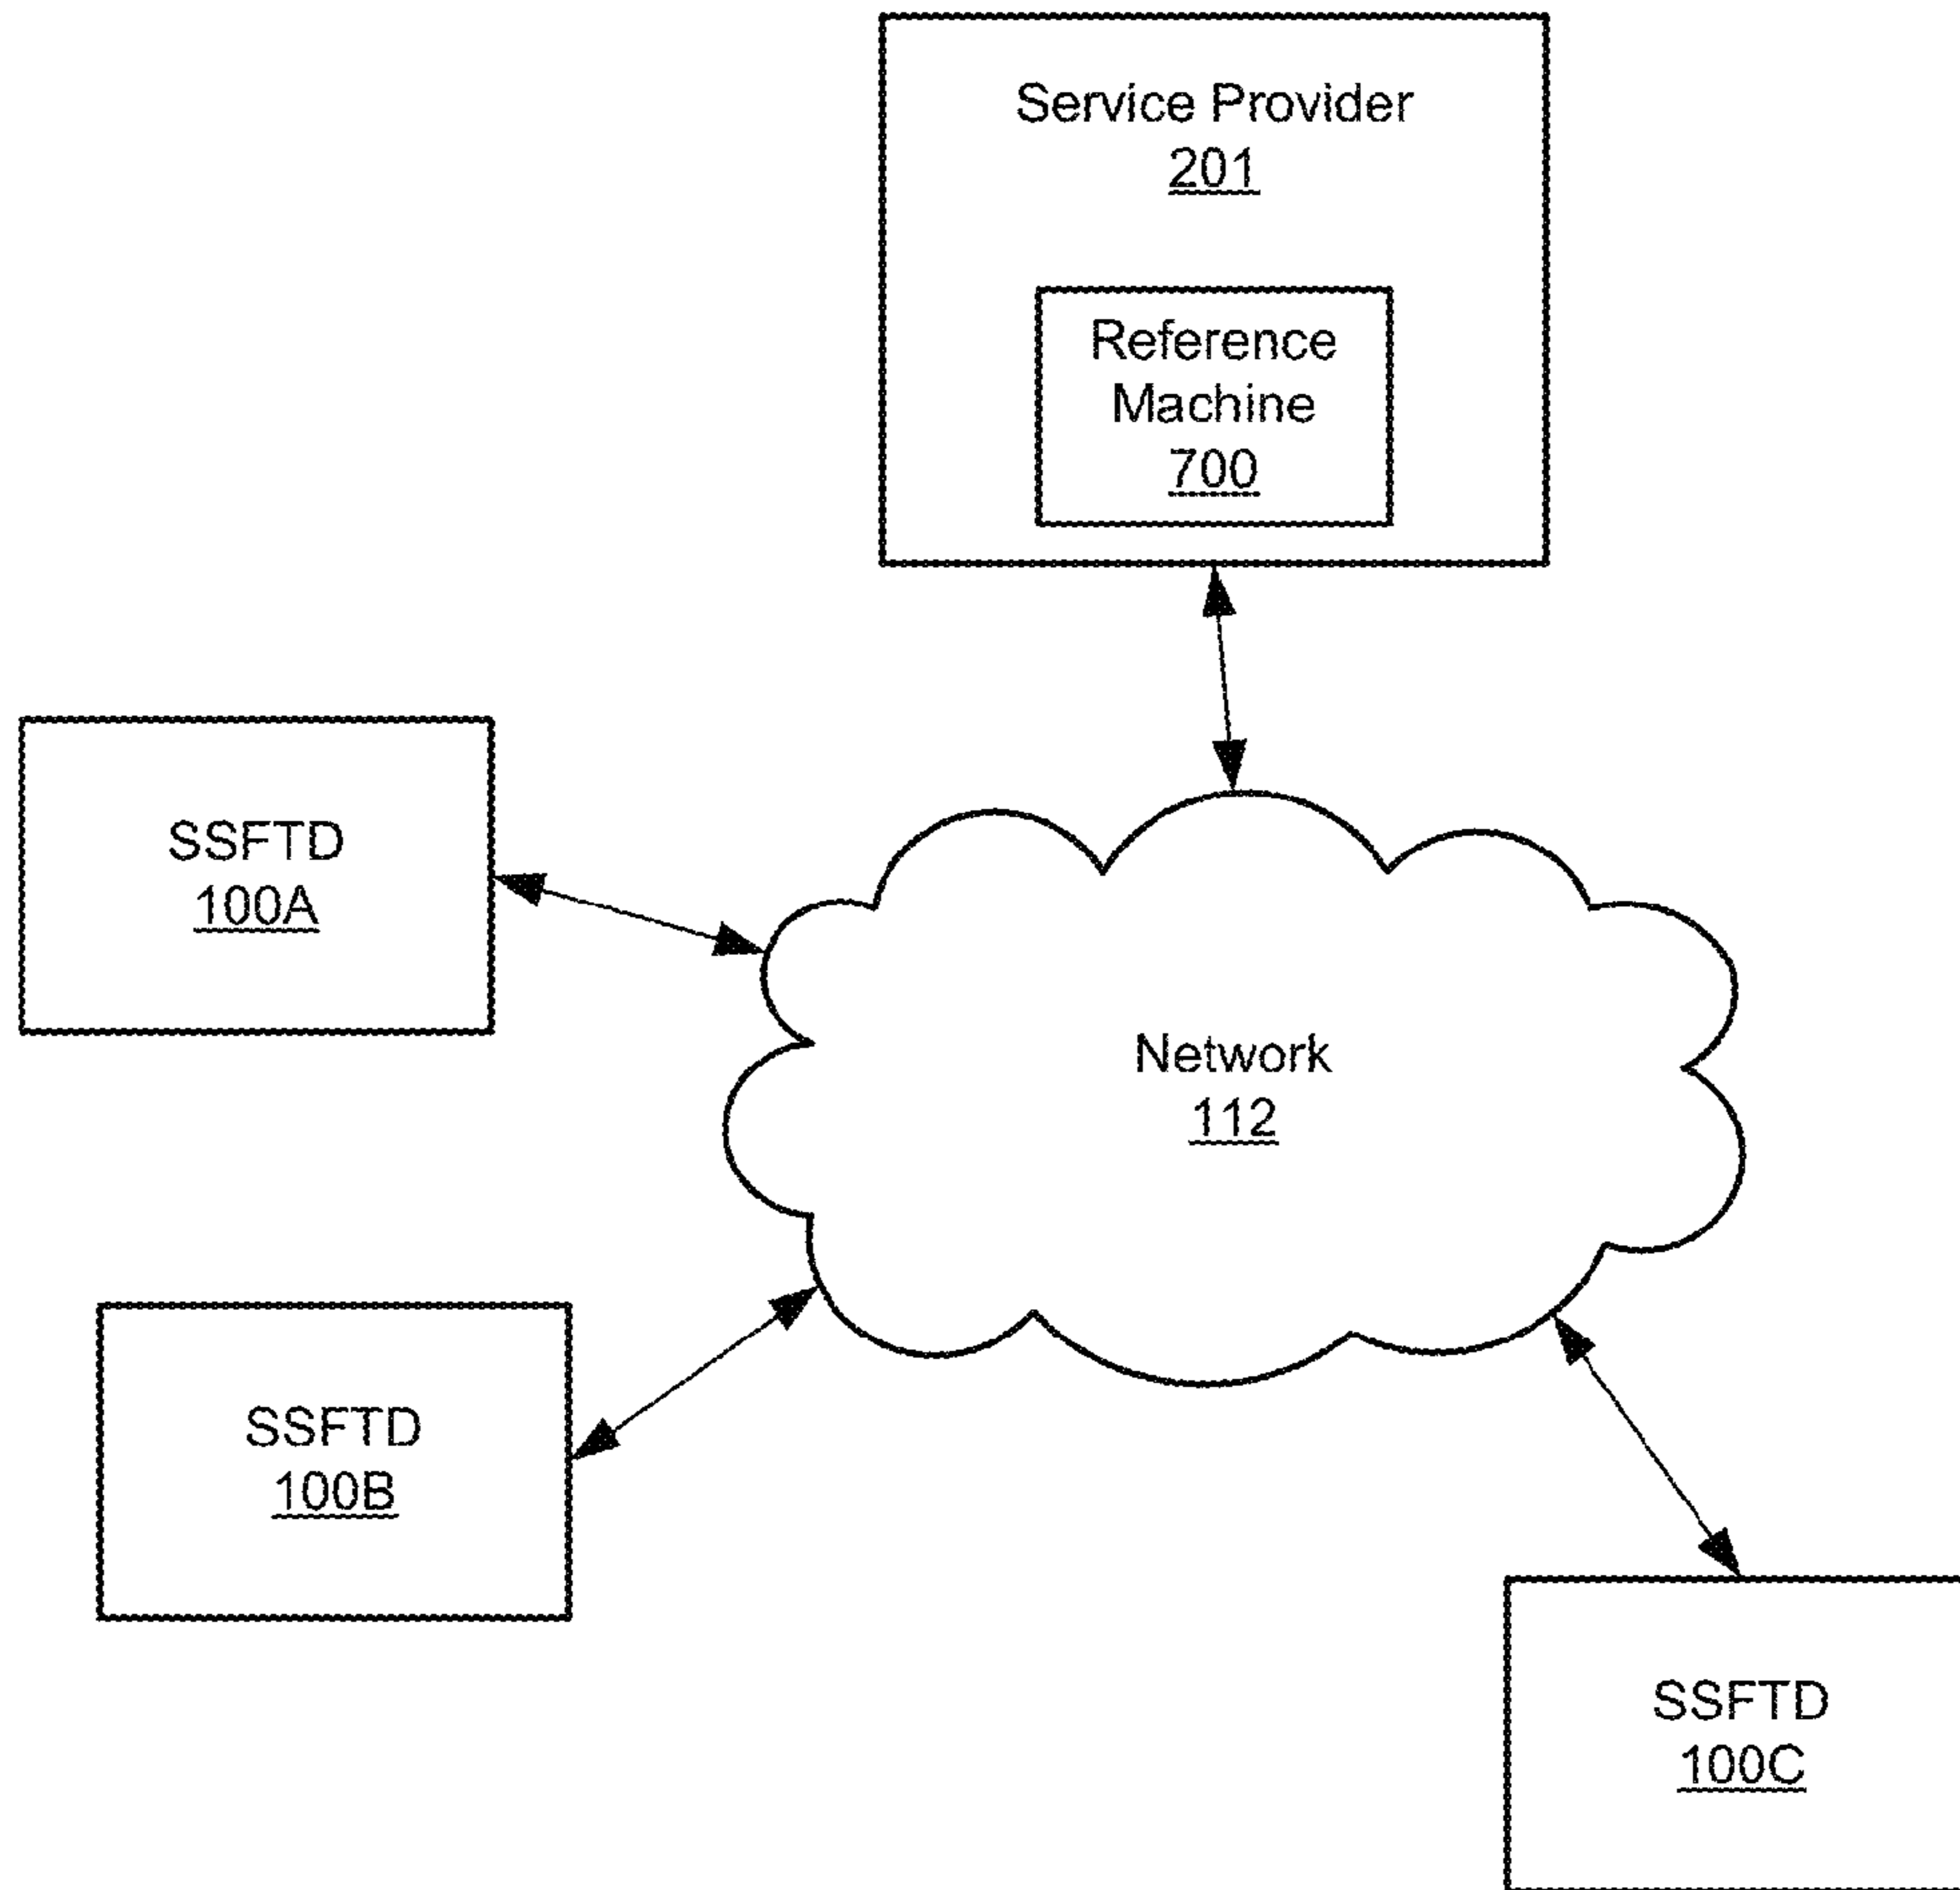 Service Provider
201
Reference
Machine
700
SSFTD
100A
Network
112
SSFTD
100B
SSFTD
100C